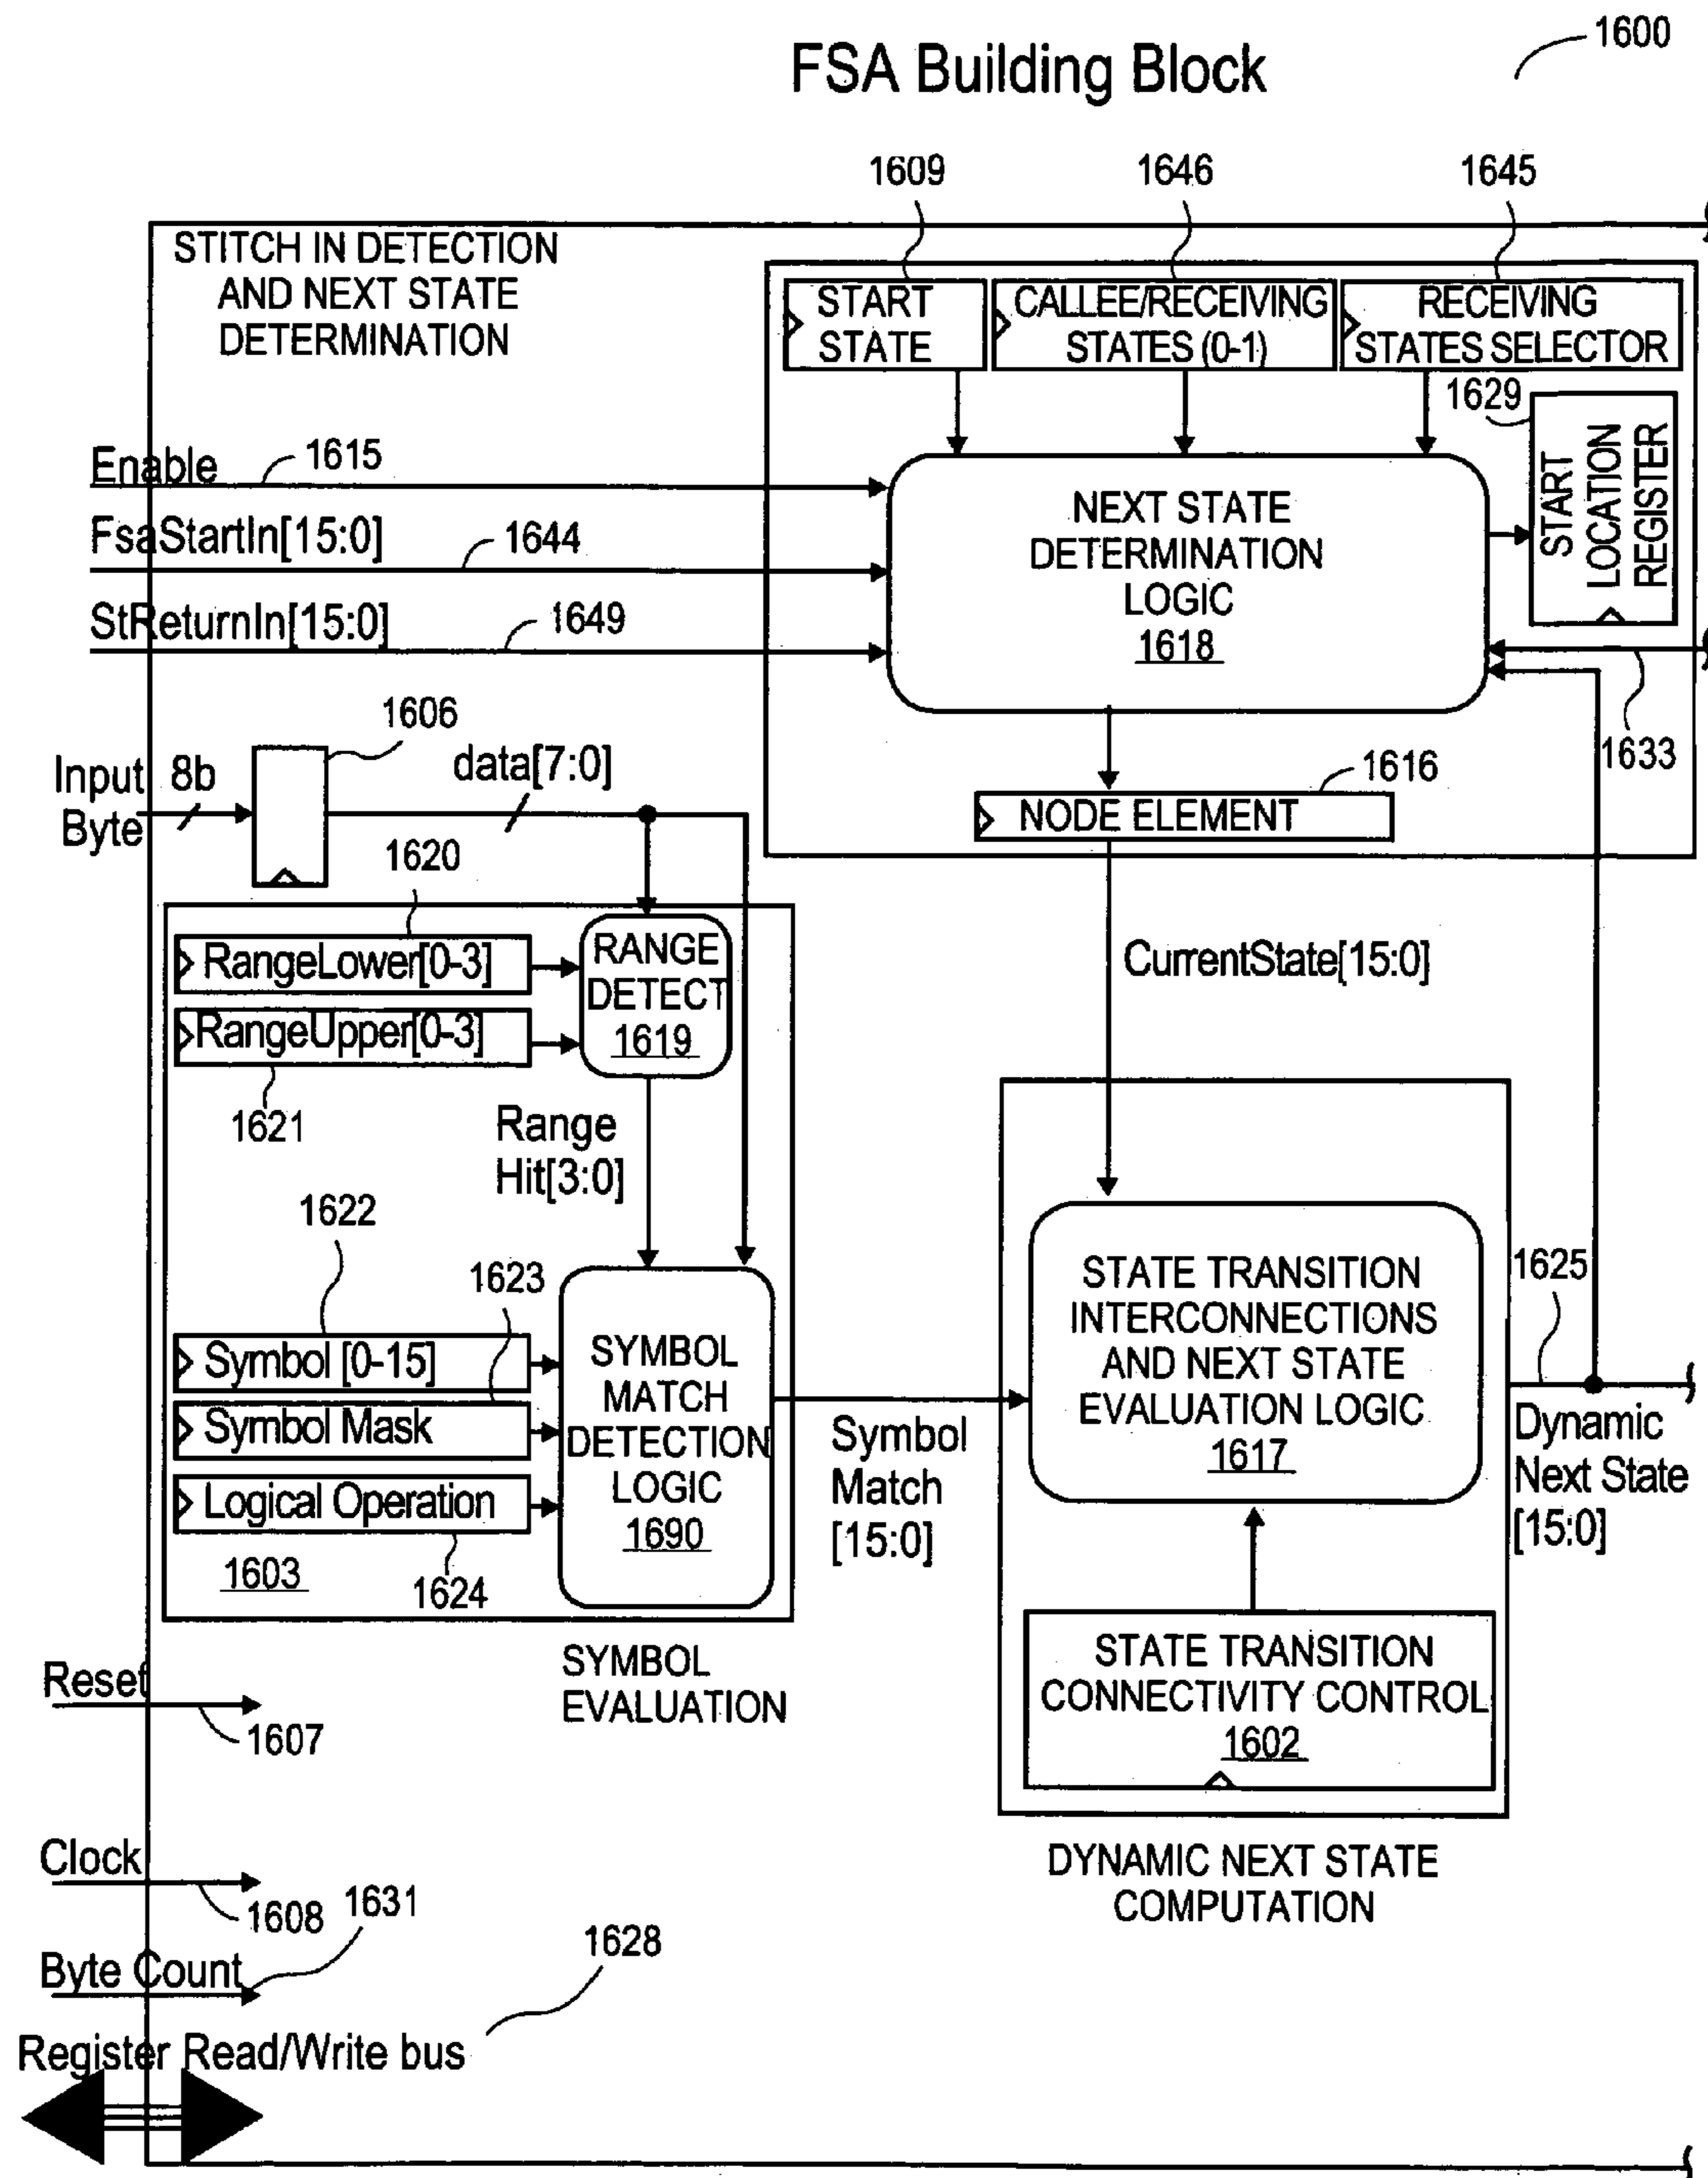 FSA Building Block
1600
1609
1646
1645
STITCH IN DETECTION
AND NEXT STATE
DETERMINATION
START
STATE
CALLEE/RECEIVING
STATES (0-1)
RECEIVING
STATES SELECTOR
1629
START
LOCATION
REGISTER
Enable
1615
FsaStartIn[15:0]
1644
StReturnIn[15:0]
1649
NEXT STATE
DETERMINATION
LOGIC
1618
1633
1606
Input
Byte
8b
data[7:0]
1616
NODE ELEMENT
1620
RangeLower[0-3]
RangeUpper[0-3]
1621
RANGE
DETECT
1619
CurrentState[15:0]
Range
Hit[3:0]
1622
1623
Symbol [0-15]
Symbol Mask
Logical Operation
1603
1624
SYMBOL
MATCH
DETECTION
LOGIC
1690
Symbol
Match
[15:0]
STATE TRANSITION
INTERCONNECTIONS
AND NEXT STATE
EVALUATION LOGIC
1617
1625
Dynamic
Next State
[15:0]
SYMBOL
EVALUATION
STATE TRANSITION
CONNECTIVITY CONTROL
1602
DYNAMIC NEXT STATE
COMPUTATION
Reset
1607
Clock
1608
1631
Byte Count
1628
Register Read/Write bus